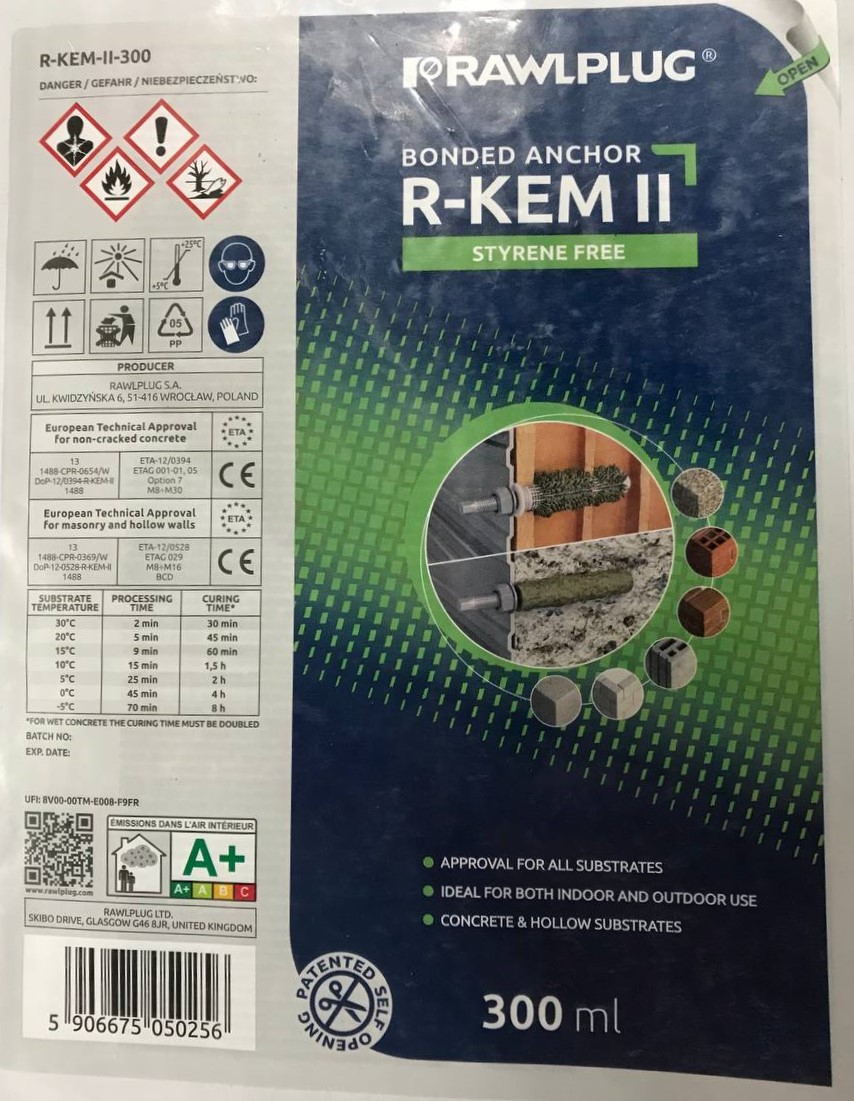 R-KEM-II-300
DANGER / GEFAHR / NIEBEZPIECZEŃSTWO:
+25°C
+5°C
05
PP
PRODUCER
RAWLPLUG S.A.
UL. KWIDZYŃSKA 6, 51-416 WROCŁAW, POLAND
European Technical Approval
for non-cracked concrete
ETA
13
1488-CPR-0654/W
DoP-12/0394-R-KEM-II
1488
ETA-12/0394
ETAG 001-01, 05
Option 7
M8÷M30
CE
European Technical Approval
for masonry and hollow walls
ETA
13
1488-CPR-0369/W
DoP-12-0528-R-KEM-II
1488
ETA-12/0528
ETAG 029
M8÷M16
BCD
CE
SUBSTRATE TEMPERATURE PROCESSING TIME CURING TIME*
30°C 2 min 30 min
20°C 5 min 45 min
15°C 9 min 60 min
10°C 15 min 1,5 h
5°C 25 min 2 h
0°C 45 min 4 h
-5°C 70 min 8 h
*FOR WET CONCRETE THE CURING TIME MUST BE DOUBLED
BATCH NO:
EXP. DATE:
UFI: 8V00-00TM-E008-F9FR
www.rawlplug.com
ÉMISSIONS DANS L'AIR INTÉRIEUR
A+
A+ A B C
RAWLPLUG LTD.
SKIBO DRIVE, GLASGOW G46 8JR, UNITED KINGDOM
5 906675 050256
RAWLPLUG®
OPEN
BONDED ANCHOR
R-KEM II
STYRENE FREE
APPROVAL FOR ALL SUBSTRATES
IDEAL FOR BOTH INDOOR AND OUTDOOR USE
CONCRETE & HOLLOW SUBSTRATES
PATENTED SELF OPENING
300 ml